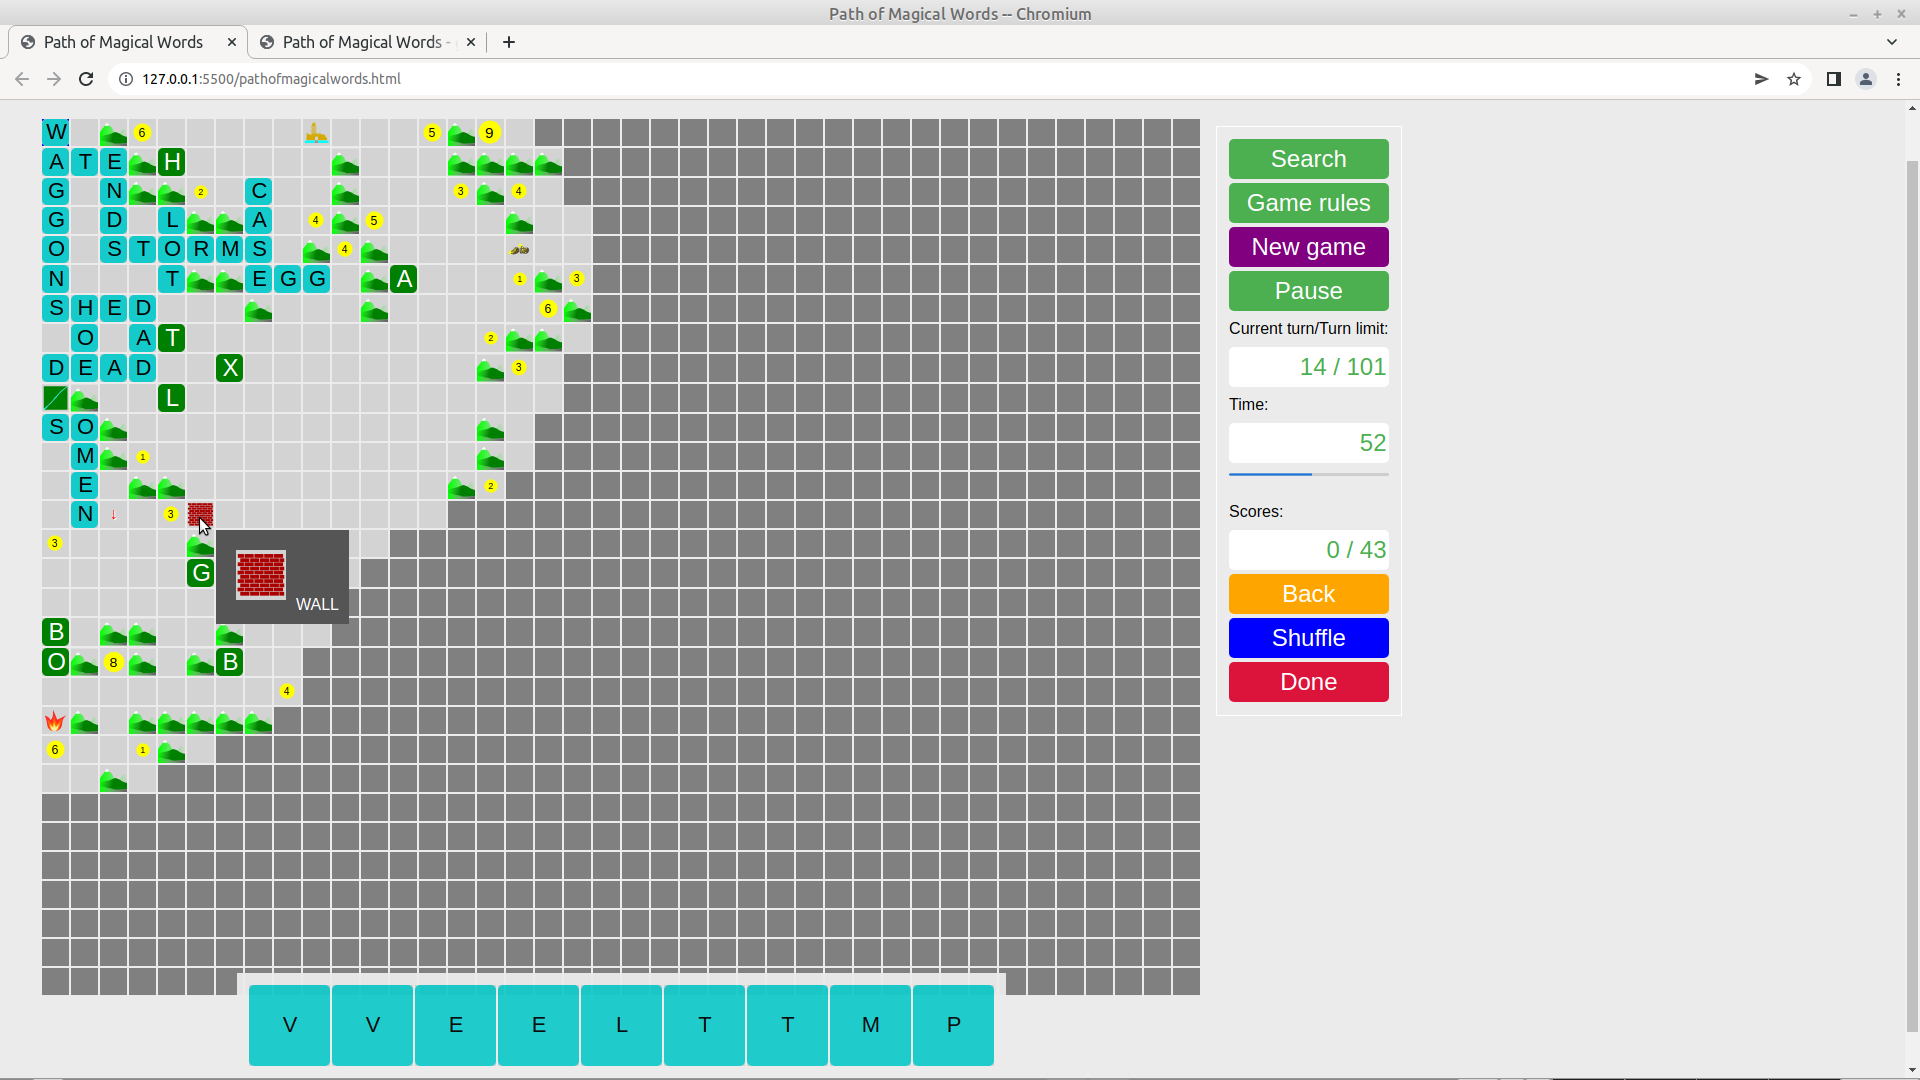 Path of Magical Words -- Chromium
Path of Magical Words
Path of Magical Words -
127.0.0.1:5500/pathofmagicalwords.html
W 6 5 9
A T E H
G N 2 C 3 4
G D L A 4 5
O S T O R M S 4
N T E G G A 1 3
S H E D 6
O A T 2
D E A D X 3
L
S O
M 1
E 2
N ↓ 3
3
G
WALL
B
O 8 B
4
6 1
V V E E L T T M P
Search
Game rules
New game
Pause
Current turn/Turn limit:
14 / 101
Time:
52
Scores:
0 / 43
Back
Shuffle
Done